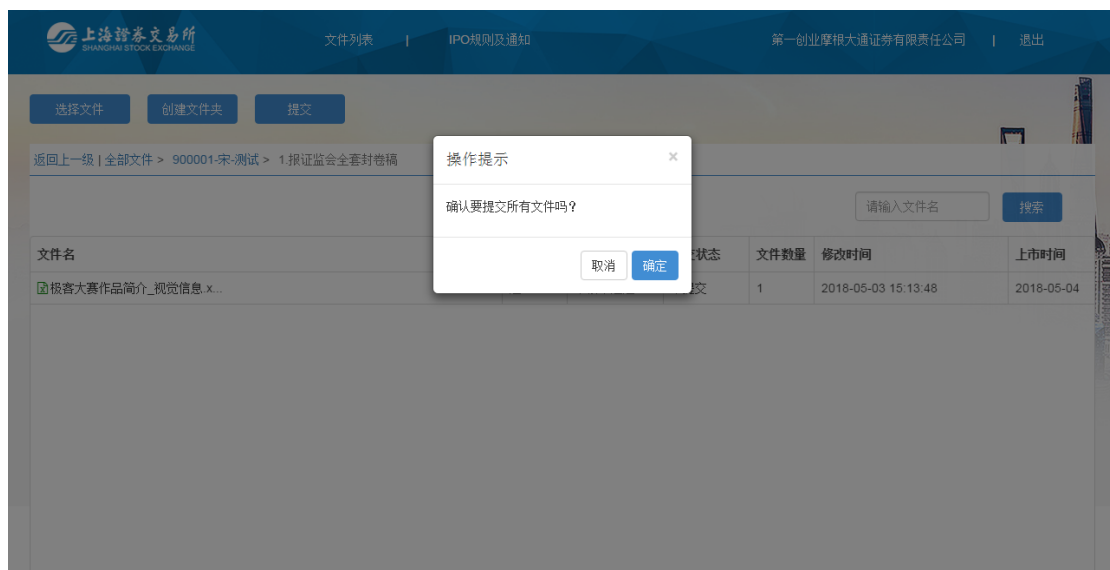 上海證券交易所
SHANGHAI STOCK EXCHANGE
文件列表 | IPO规则及通知
第一创业摩根大通证券有限责任公司 | 退出
选择文件 创建文件夹 提交
返回上一级 | 全部文件 > 900001-宋-测试 > 1.报证监会全套封卷稿
操作提示 ×
确认要提交所有文件吗?
取消 确定
请输入文件名 搜索
文件名 状态 文件数量 修改时间 上市时间
极客大赛作品简介_视觉信息.x... 交 1 2018-05-03 15:13:48 2018-05-04